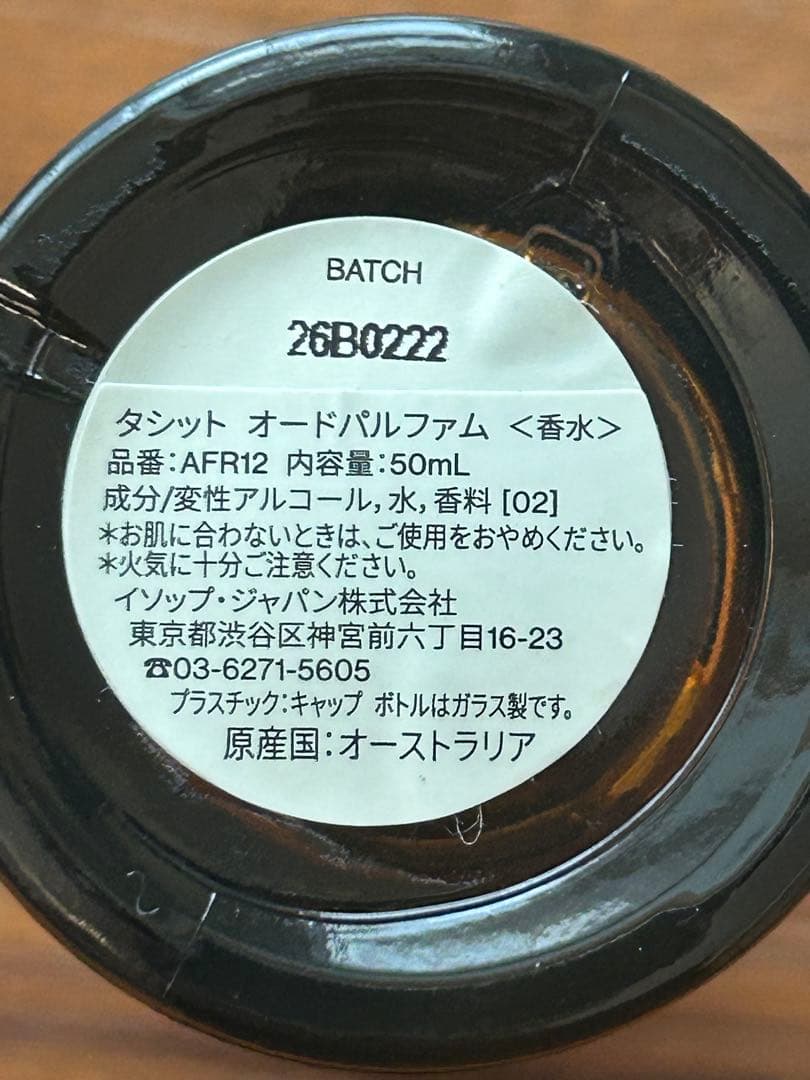 BATCH
26B0222
タシット オードパルファム <香水>
品番:AFR12 内容量:50mL
成分/変性アルコール,水,香料 [02]
*お肌に合わないときは、ご使用をおやめください。
*火気に十分ご注意ください。
イソップ・ジャパン株式会社
東京都渋谷区神宮前六丁目16-23
☎03-6271-5605
プラスチック:キャップ ボトルはガラス製です。
原産国:オーストラリア